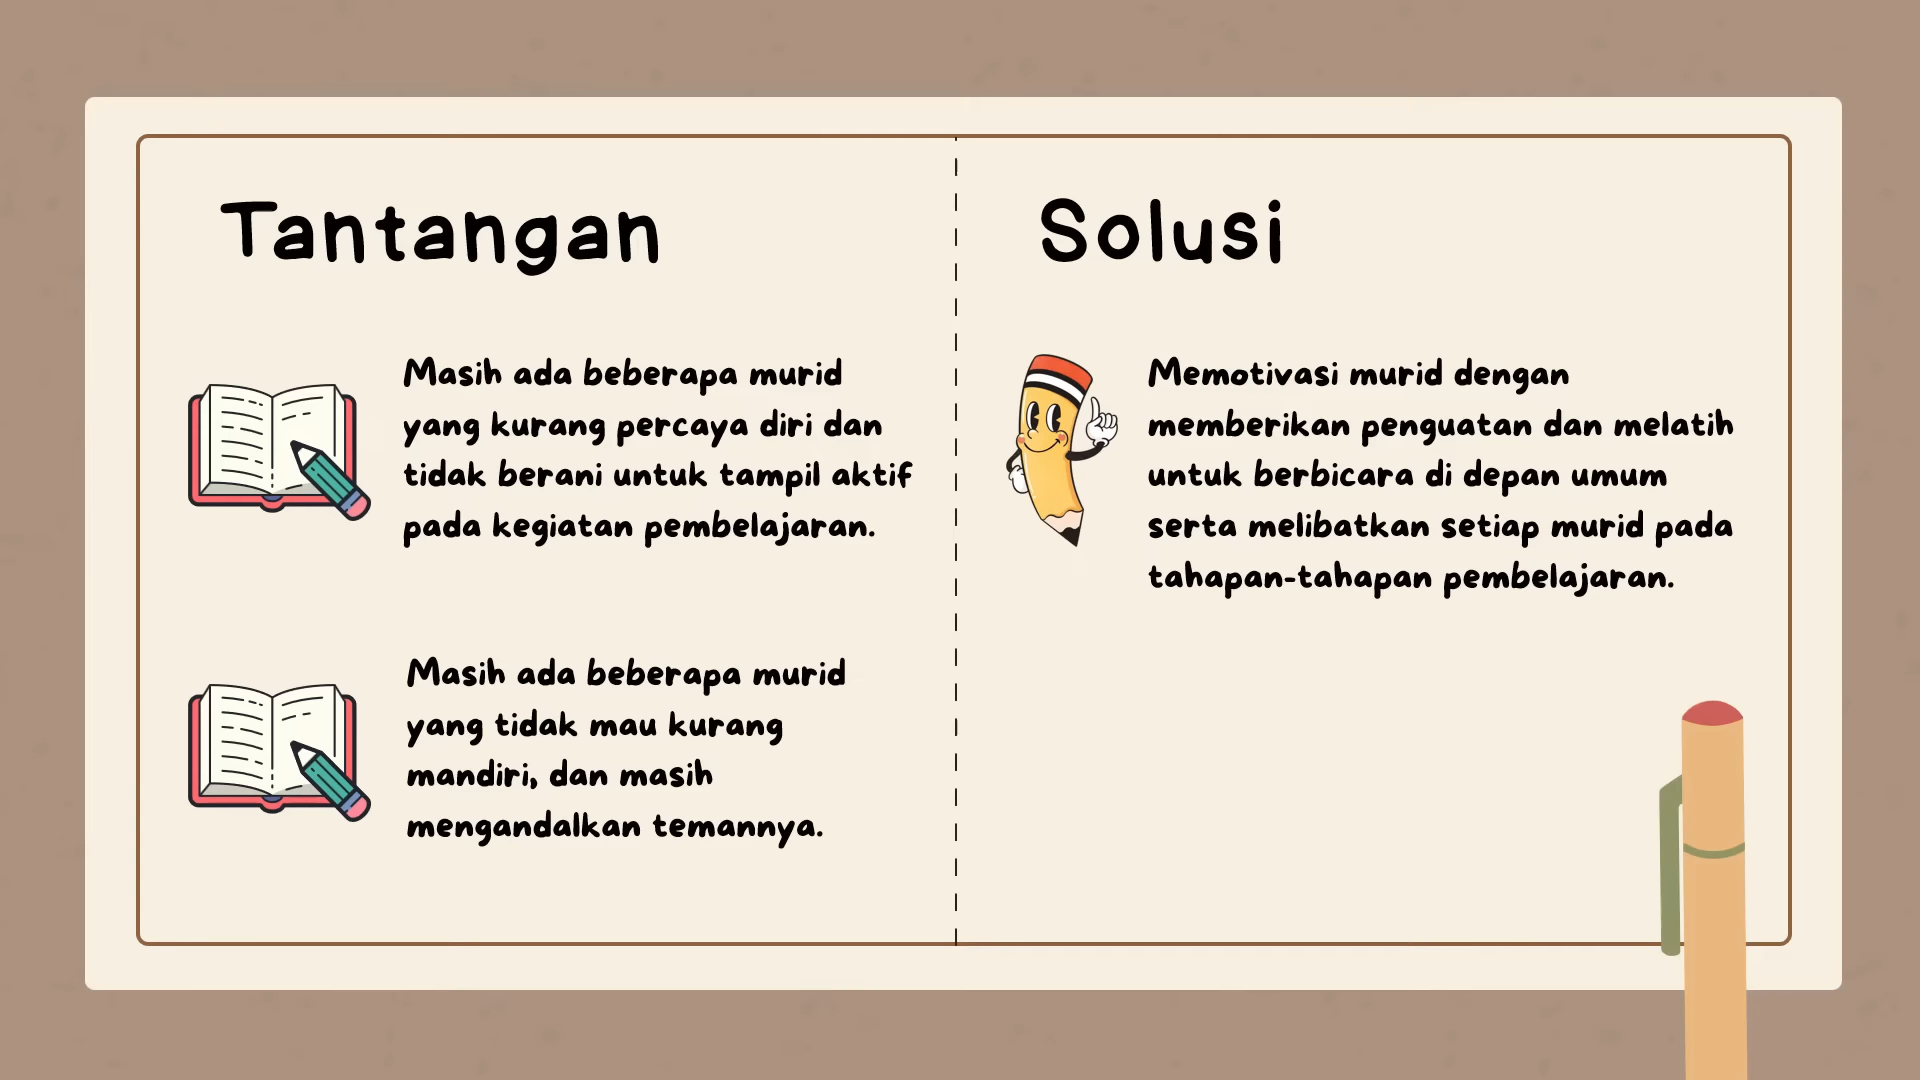 Tantangan
Masih ada beberapa murid
yang kurang percaya diri dan
tidak berani untuk tampil aktif
pada kegiatan pembelajaran.
Masih ada beberapa murid
yang tidak mau kurang
mandiri, dan masih
mengandalkan temannya.
Solusi
Memotivasi murid dengan
memberikan penguatan dan melatih
untuk berbicara di depan umum
serta melibatkan setiap murid pada
tahapan-tahapan pembelajaran.